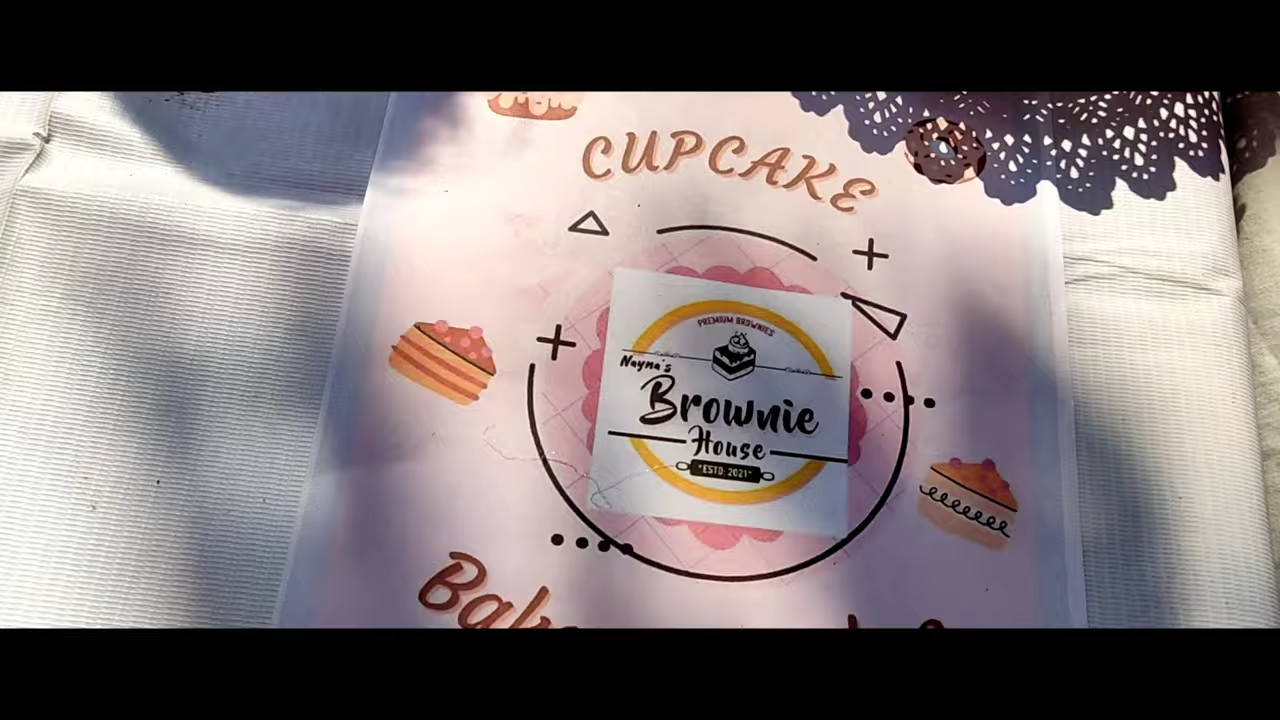 CUPCAKE
PREMIUM BROWNIES
Nayna's
Brownie
House
"ESTD: 2021"